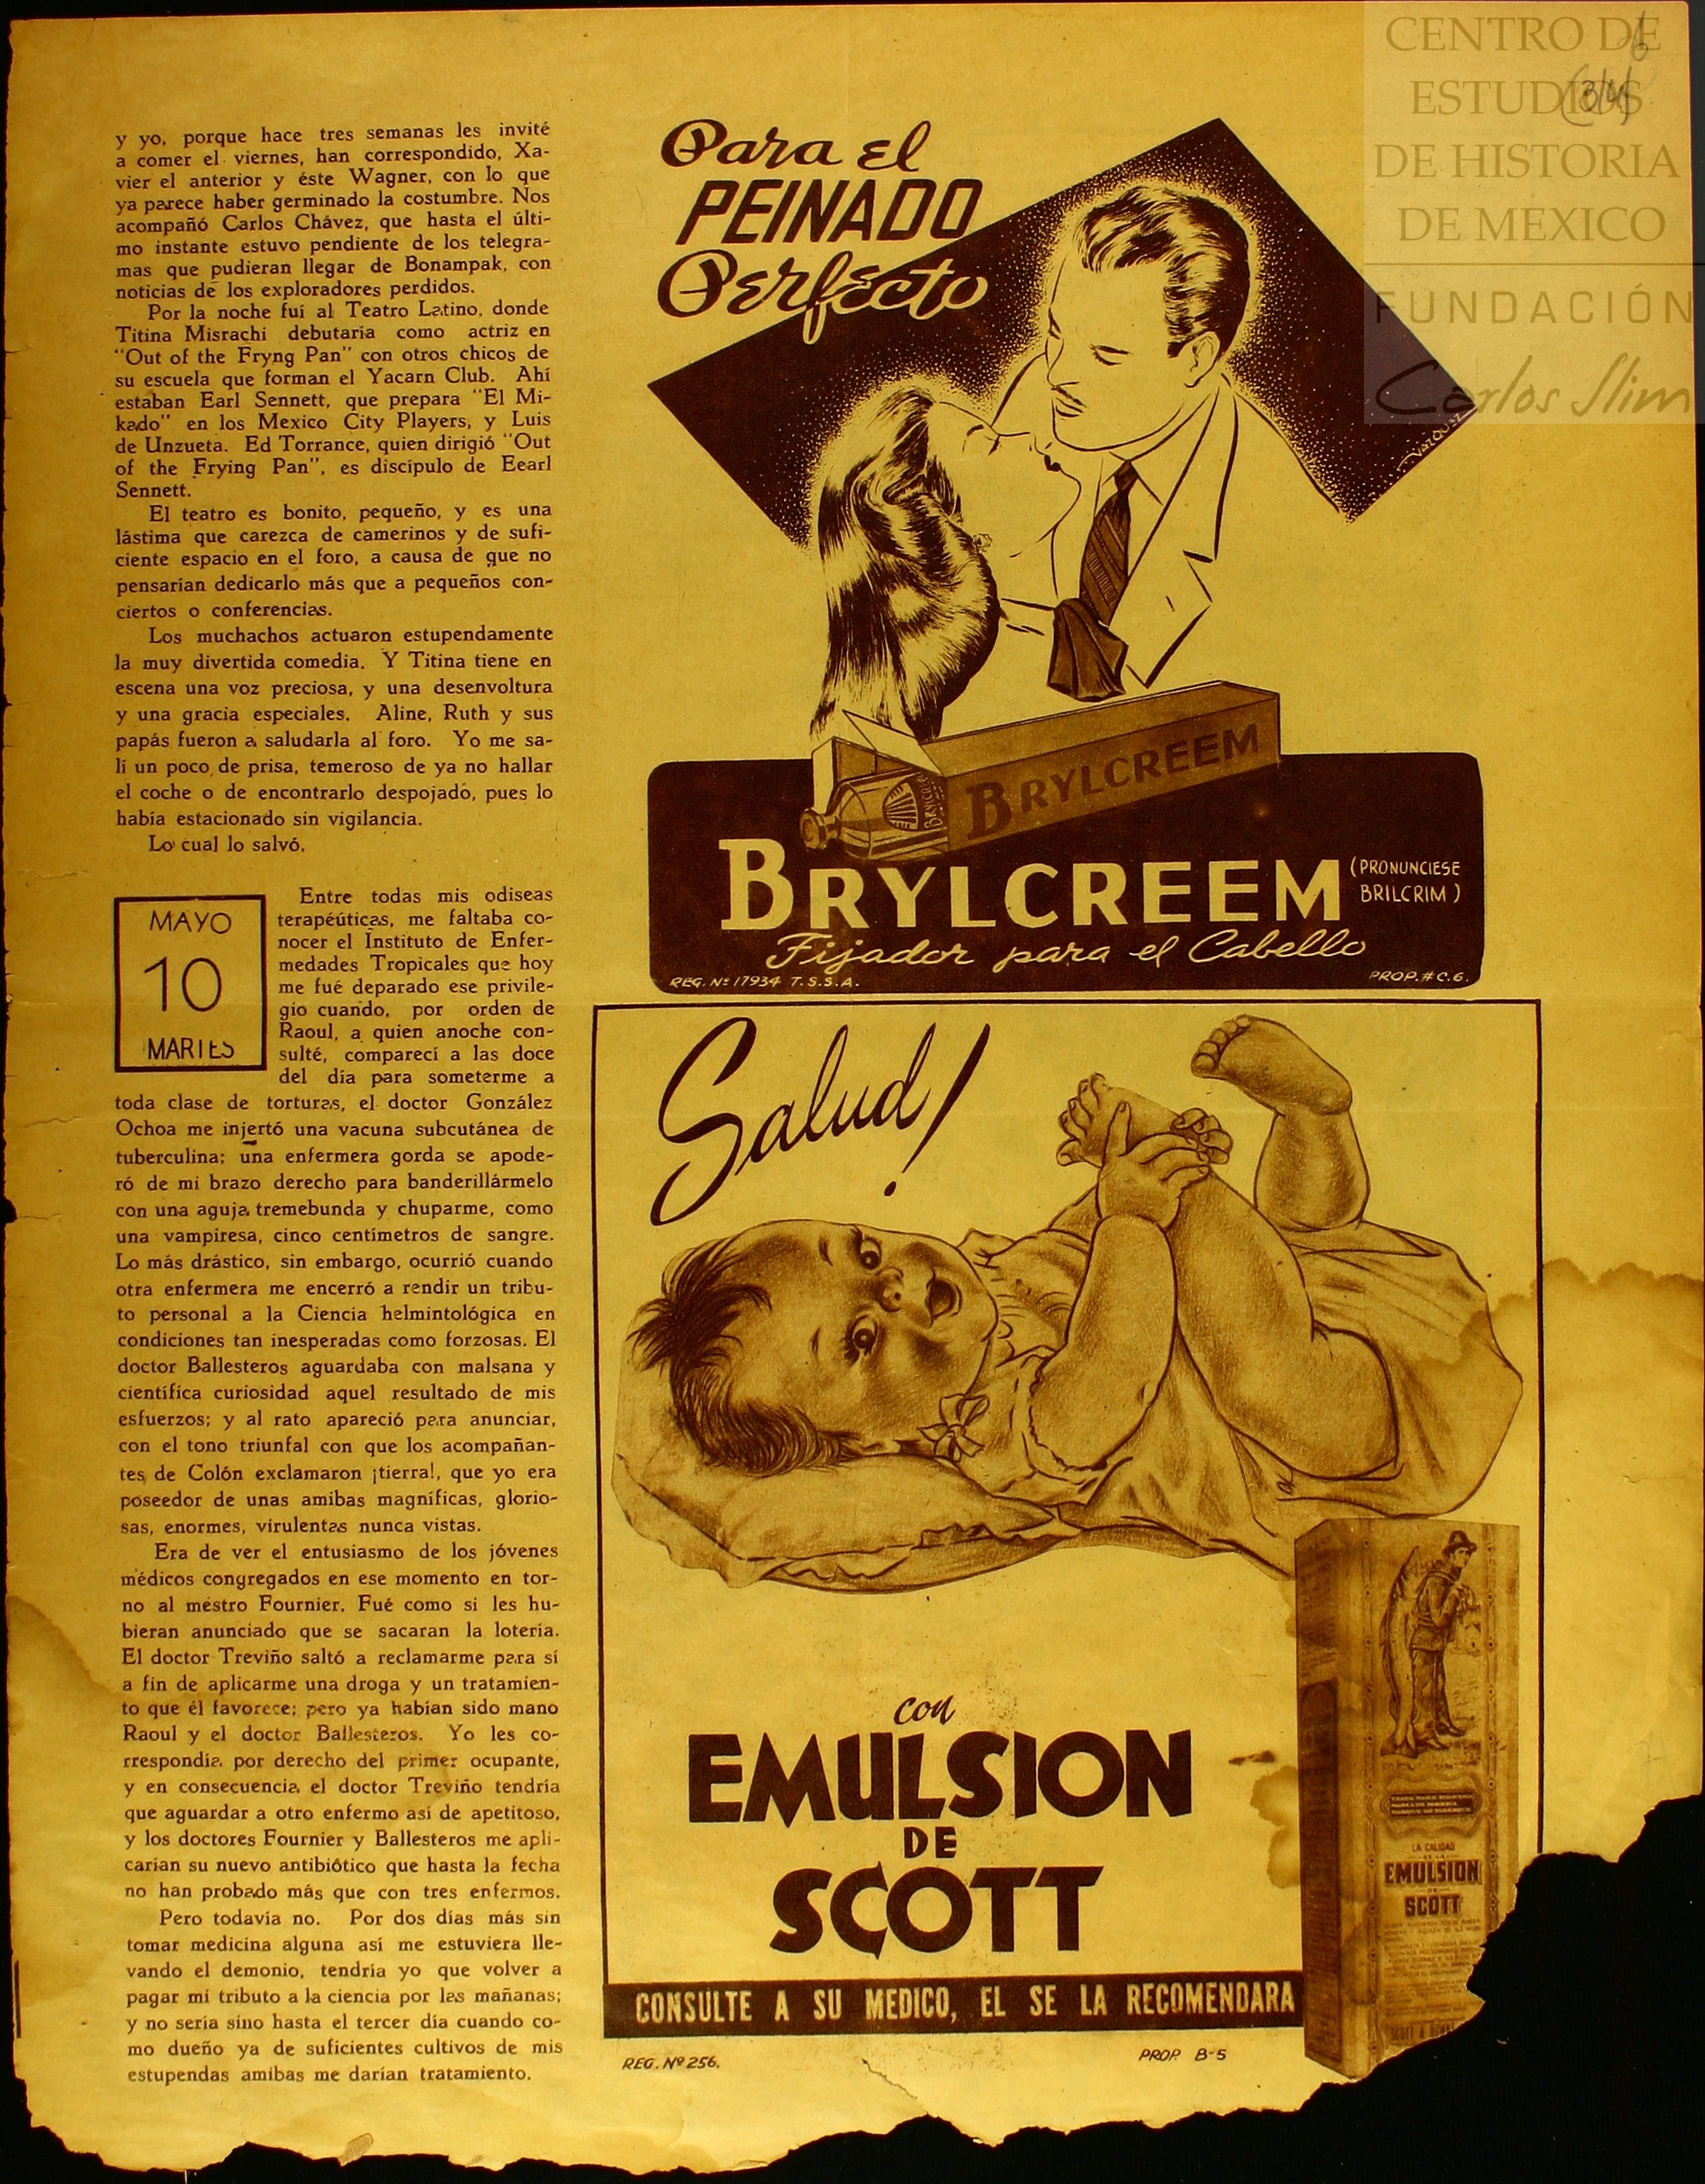 CENTRO DE
ESTUDIOS
DE HISTORIA
DE MEXICO
FUNDACIÓN
Carlos Slim
y yo, porque hace tres semanas les invité
a comer el viernes, han correspondido, Xa-
vier el anterior y éste Wagner, con lo que
ya parece haber germinado la costumbre. Nos
acompañó Carlos Chávez, que hasta el últi-
mo instante estuvo pendiente de los telegra-
mas que pudieran llegar de Bonampak, con
noticias de los exploradores perdidos.
Por la noche fui al Teatro Latino, donde
Titina Misrachi debutaría como actriz en
"Out of the Fryng Pan" con otros chicos de
su escuela que forman el Yacarn Club. Ahí
estaban Earl Sennett, que prepara "El Mi-
kado" en los Mexico City Players, y Luis
de Unzueta. Ed Torrance, quien dirigió "Out
of the Frying Pan", es discípulo de Eearl
Sennett.
El teatro es bonito, pequeño, y es una
lástima que carezca de camerinos y de sufi-
ciente espacio en el foro, a causa de que no
pensarían dedicarlo más que a pequeños con-
ciertos o conferencias.
Los muchachos actuaron estupendamente
la muy divertida comedia. Y Titina tiene en
escena una voz preciosa, y una desenvoltura
y una gracia especiales. Aline, Ruth y sus
papás fueron a saludarla al foro. Yo me sa-
lí un poco de prisa, temeroso de ya no hallar
el coche o de encontrarlo despojado, pues lo
había estacionado sin vigilancia.
Lo cual lo salvó.
MAYO
10
MARTES
Entre todas mis odiseas
terapéuticas, me faltaba co-
nocer el Instituto de Enfer-
medades Tropicales que hoy
me fué deparado ese privile-
gio cuando, por orden de
Raoul, a quien anoche con-
sulté, comparecí a las doce
del día para someterme a
toda clase de torturas, el doctor González
Ochoa me injertó una vacuna subcutánea de
tuberculina; una enfermera gorda se apode-
ró de mi brazo derecho para banderillármelo
con una aguja tremebunda y chuparme, como
una vampiresa, cinco centímetros de sangre.
Lo más drástico, sin embargo, ocurrió cuando
otra enfermera me encerró a rendir un tribu-
to personal a la Ciencia helmintológica en
condiciones tan inesperadas como forzosas. El
doctor Ballesteros aguardaba con malsana y
científica curiosidad aquel resultado de mis
esfuerzos; y al rato apareció para anunciar,
con el tono triunfal con que los acompañan-
tes de Colón exclamaron ¡tierra!, que yo era
poseedor de unas amibas magníficas, glorio-
sas, enormes, virulentas nunca vistas.
Era de ver el entusiasmo de los jóvenes
médicos congregados en ese momento en tor-
no al mestro Fournier. Fué como si les hu-
bieran anunciado que se sacaran la lotería.
El doctor Treviño saltó a reclamarme para sí
a fin de aplicarme una droga y un tratamien-
to que él favorece; pero ya habían sido mano
Raoul y el doctor Ballesteros. Yo les co-
rrespondía por derecho del primer ocupante,
y en consecuencia el doctor Treviño tendría
que aguardar a otro enfermo así de apetitoso,
y los doctores Fournier y Ballesteros me apli-
carían su nuevo antibiótico que hasta la fecha
no han probado más que con tres enfermos.
Pero todavía no. Por dos días más sin
tomar medicina alguna así me estuviera lle-
vando el demonio, tendría yo que volver a
pagar mi tributo a la ciencia por las mañanas;
y no sería sino hasta el tercer día cuando co-
mo dueño ya de suficientes cultivos de mis
estupendas amibas me darían tratamiento.
Para el
PEINADO
Perfecto
VAZQUEZ
BRYLCREEM
BRYLCREEM
(PRONUNCIESE
BRILCRIM)
Fijador para el Cabello
REG. Nº 17934 T.S.S.A.
PROP. # C.6.
Salud!
con
EMULSION
DE
SCOTT
LA CALIDAD
EMULSION
SCOTT
CONSULTE A SU MEDICO, EL SE LA RECOMENDARA
REG. Nº 256.
PROP. B-5